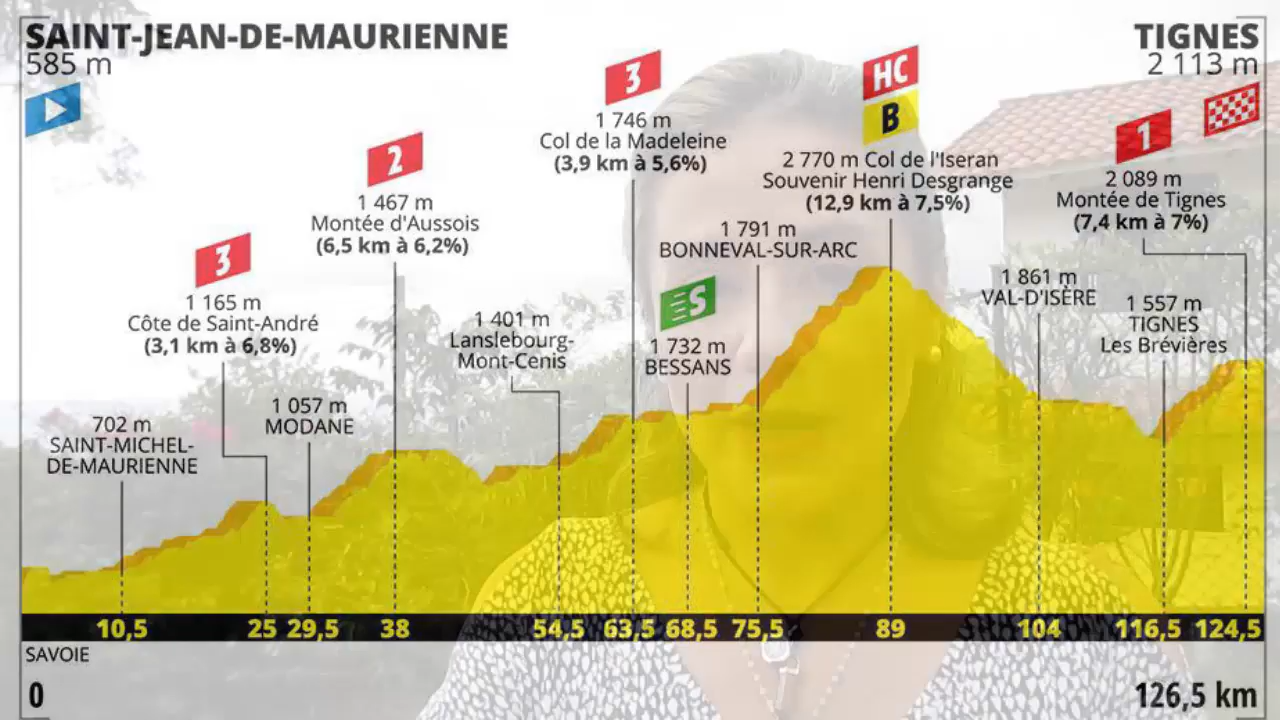 SAINT-JEAN-DE-MAURIENNE
585 m
TIGNES
2 113 m
3
1 746 m
Col de la Madeleine
(3,9 km à 5,6%)
HC
B
2 770 m Col de l'Iseran
Souvenir Henri Desgrange
(12,9 km à 7,5%)
1
2 089 m
Montée de Tignes
(7,4 km à 7%)
2
1 467 m
Montée d'Aussois
(6,5 km à 6,2%)
1 791 m
BONNEVAL-SUR-ARC
3
1 165 m
Côte de Saint-André
(3,1 km à 6,8%)
S
1 732 m
BESSANS
1 861 m
VAL-D'ISÈRE
1 557 m
TIGNES
Les Brévières
1 401 m
Lanslebourg-
Mont-Cenis
1 057 m
MODANE
702 m
SAINT-MICHEL-
DE-MAURIENNE
10,5 25 29,5 38 54,5 63,5 68,5 75,5 89 104 116,5 124,5
SAVOIE
0
126,5 km